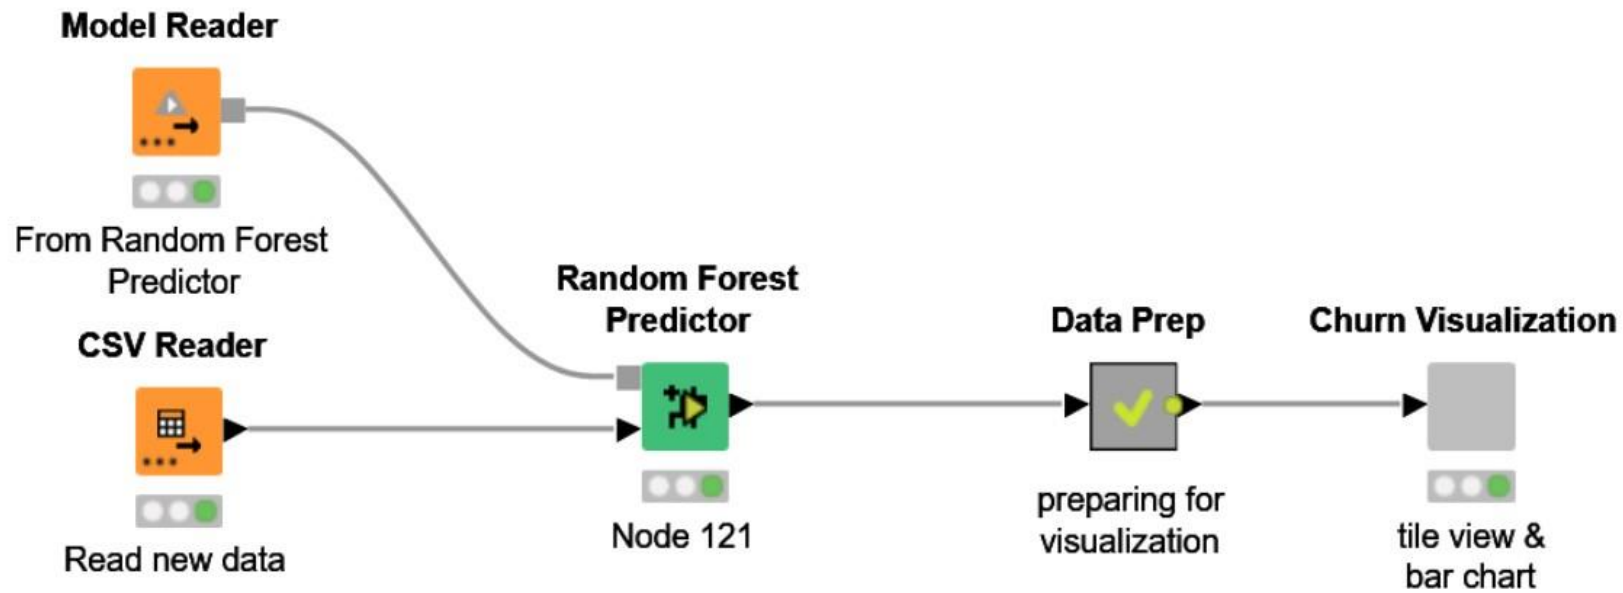 Model Reader
From Random Forest
Predictor
CSV Reader
Read new data
Random Forest
Predictor
Node 121
Data Prep
preparing for
visualization
Churn Visualization
tile view &
bar chart